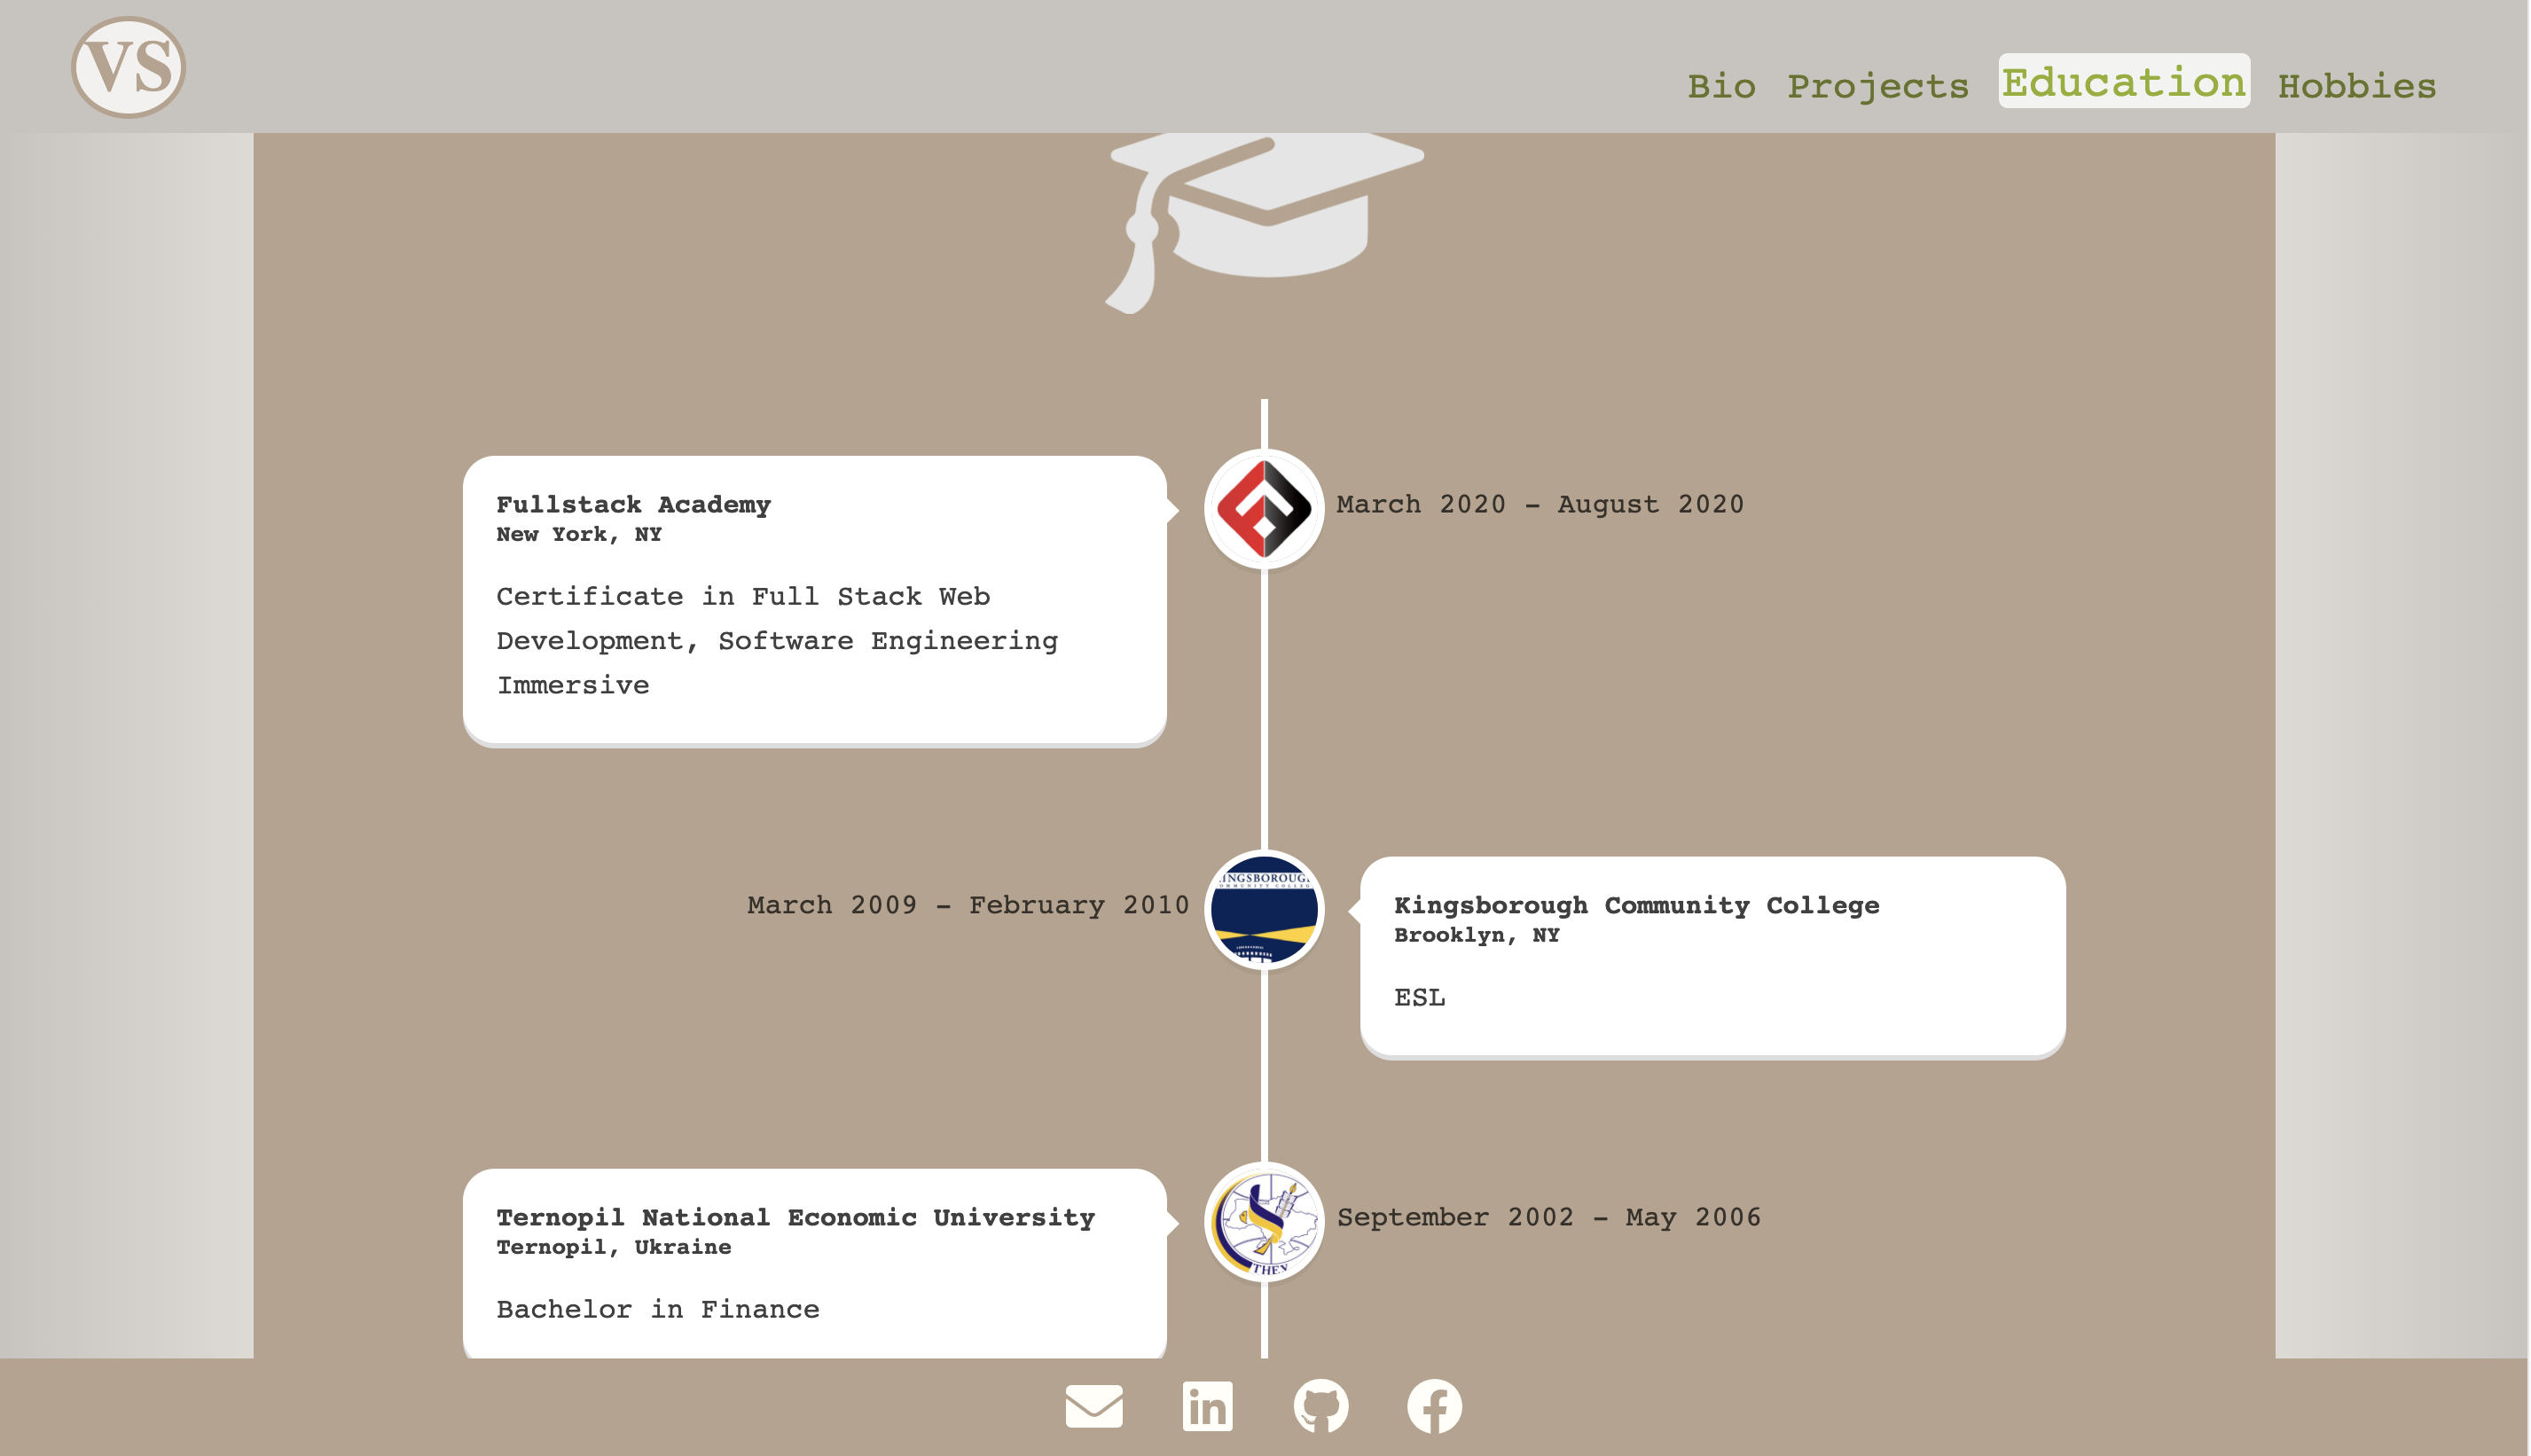 VS
Bio Projects Education Hobbies
Fullstack Academy
New York, NY
Certificate in Full Stack Web
Development, Software Engineering
Immersive
March 2020 - August 2020
March 2009 - February 2010
Kingsborough Community College
Brooklyn, NY
ESL
Ternopil National Economic University
Ternopil, Ukraine
Bachelor in Finance
September 2002 - May 2006
in